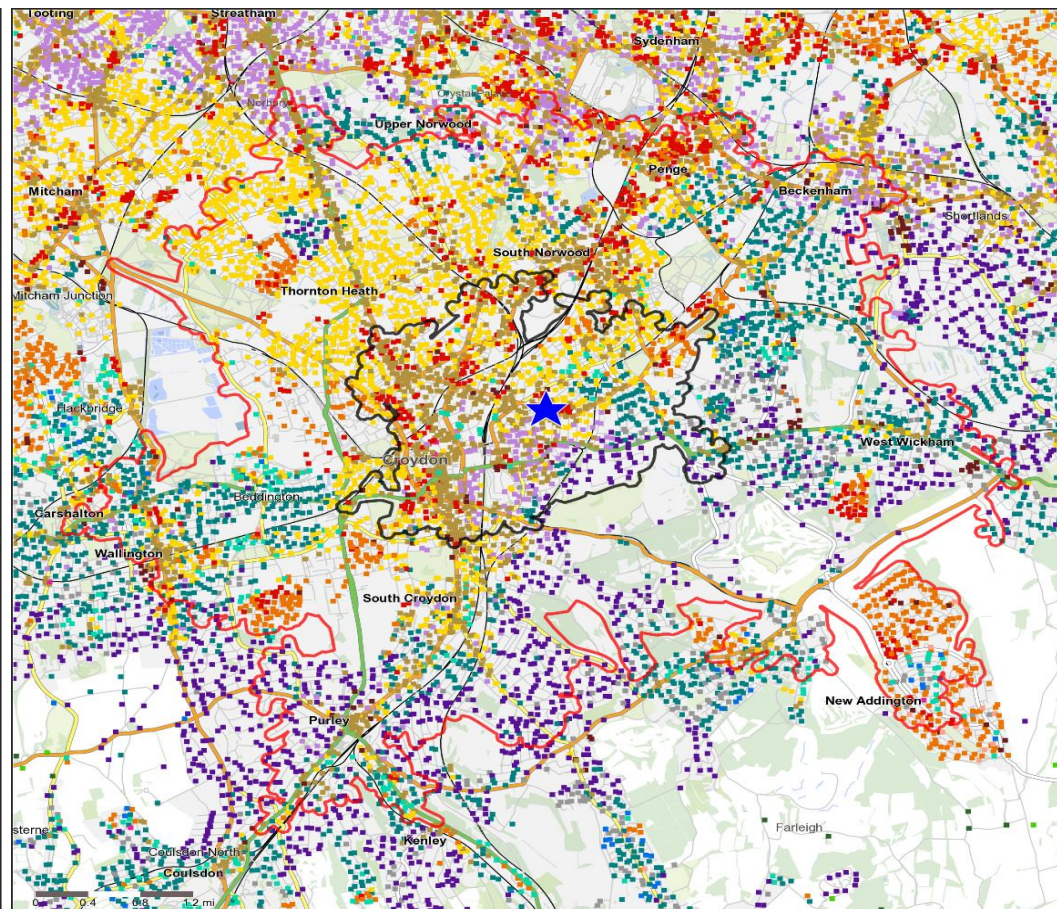 Tooting
Streatham
Sydenham
Norbury
Upper Norwood
Penge
Mitcham
Beckenham
Shortlands
South Norwood
Thornton Heath
Mitcham Junction
Hackbridge
Croydon
West Wickham
Beddington
Carshalton
Wallington
South Croydon
New Addington
Purley
Farleigh
Kenley
Coulsdon North
Coulsdon
0 0.4 0.8 1.2 mi